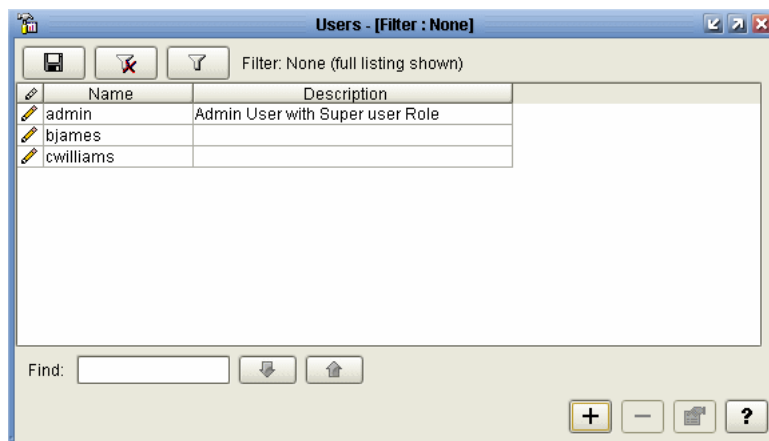 Users - [Filter : None]
Filter: None (full listing shown)
Name Description
admin Admin User with Super user Role
bjames
cwilliams
Find:
+ − ?